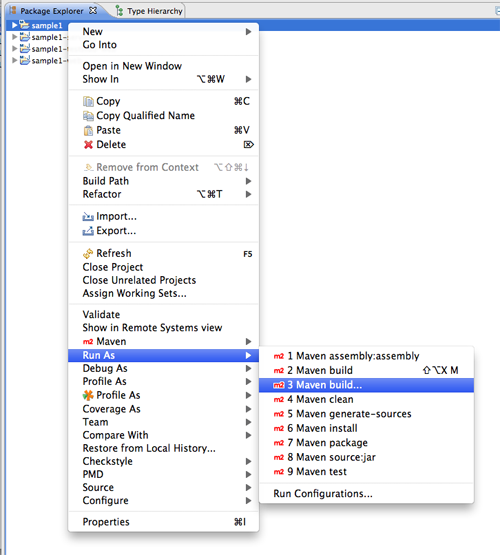 Package Explorer
Type Hierarchy
sample1
sample1-
sample1-
sample1-
New
Go Into
Open in New Window
Show In ⌥⌘W
Copy ⌘C
Copy Qualified Name
Paste ⌘V
Delete ⌦
Remove from Context ⌥⇧⌘↓
Build Path
Refactor ⌥⌘T
Import...
Export...
Refresh F5
Close Project
Close Unrelated Projects
Assign Working Sets...
Validate
Show in Remote Systems view
m2 Maven
Run As
Debug As
Profile As
Profile As
Coverage As
Team
Compare With
Restore from Local History...
Checkstyle
PMD
Source
Configure
Properties ⌘I
m2 1 Maven assembly:assembly
m2 2 Maven build ⇧⌥X M
m2 3 Maven build...
m2 4 Maven clean
m2 5 Maven generate-sources
m2 6 Maven install
m2 7 Maven package
m2 8 Maven source:jar
m2 9 Maven test
Run Configurations...